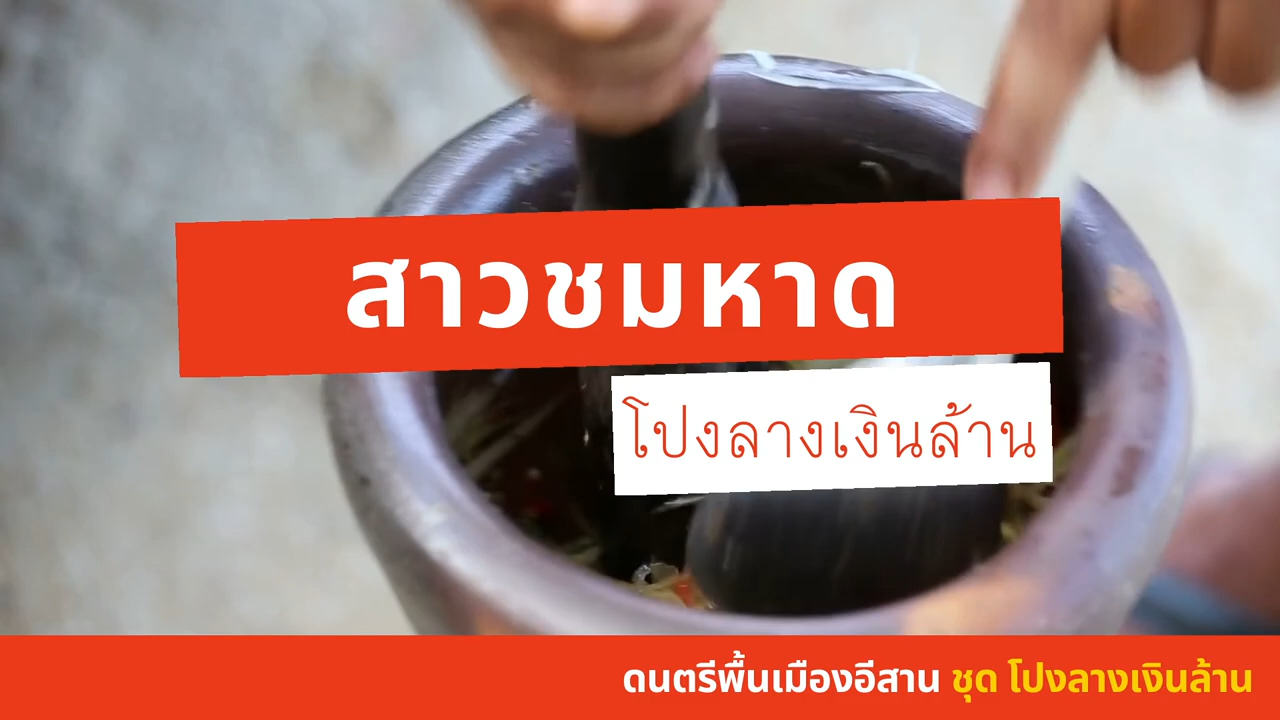 สาวชมหาด
โปงลางเงินล้าน
ดนตรีพื้นเมืองอีสาน ชุด โปงลางเงินล้าน